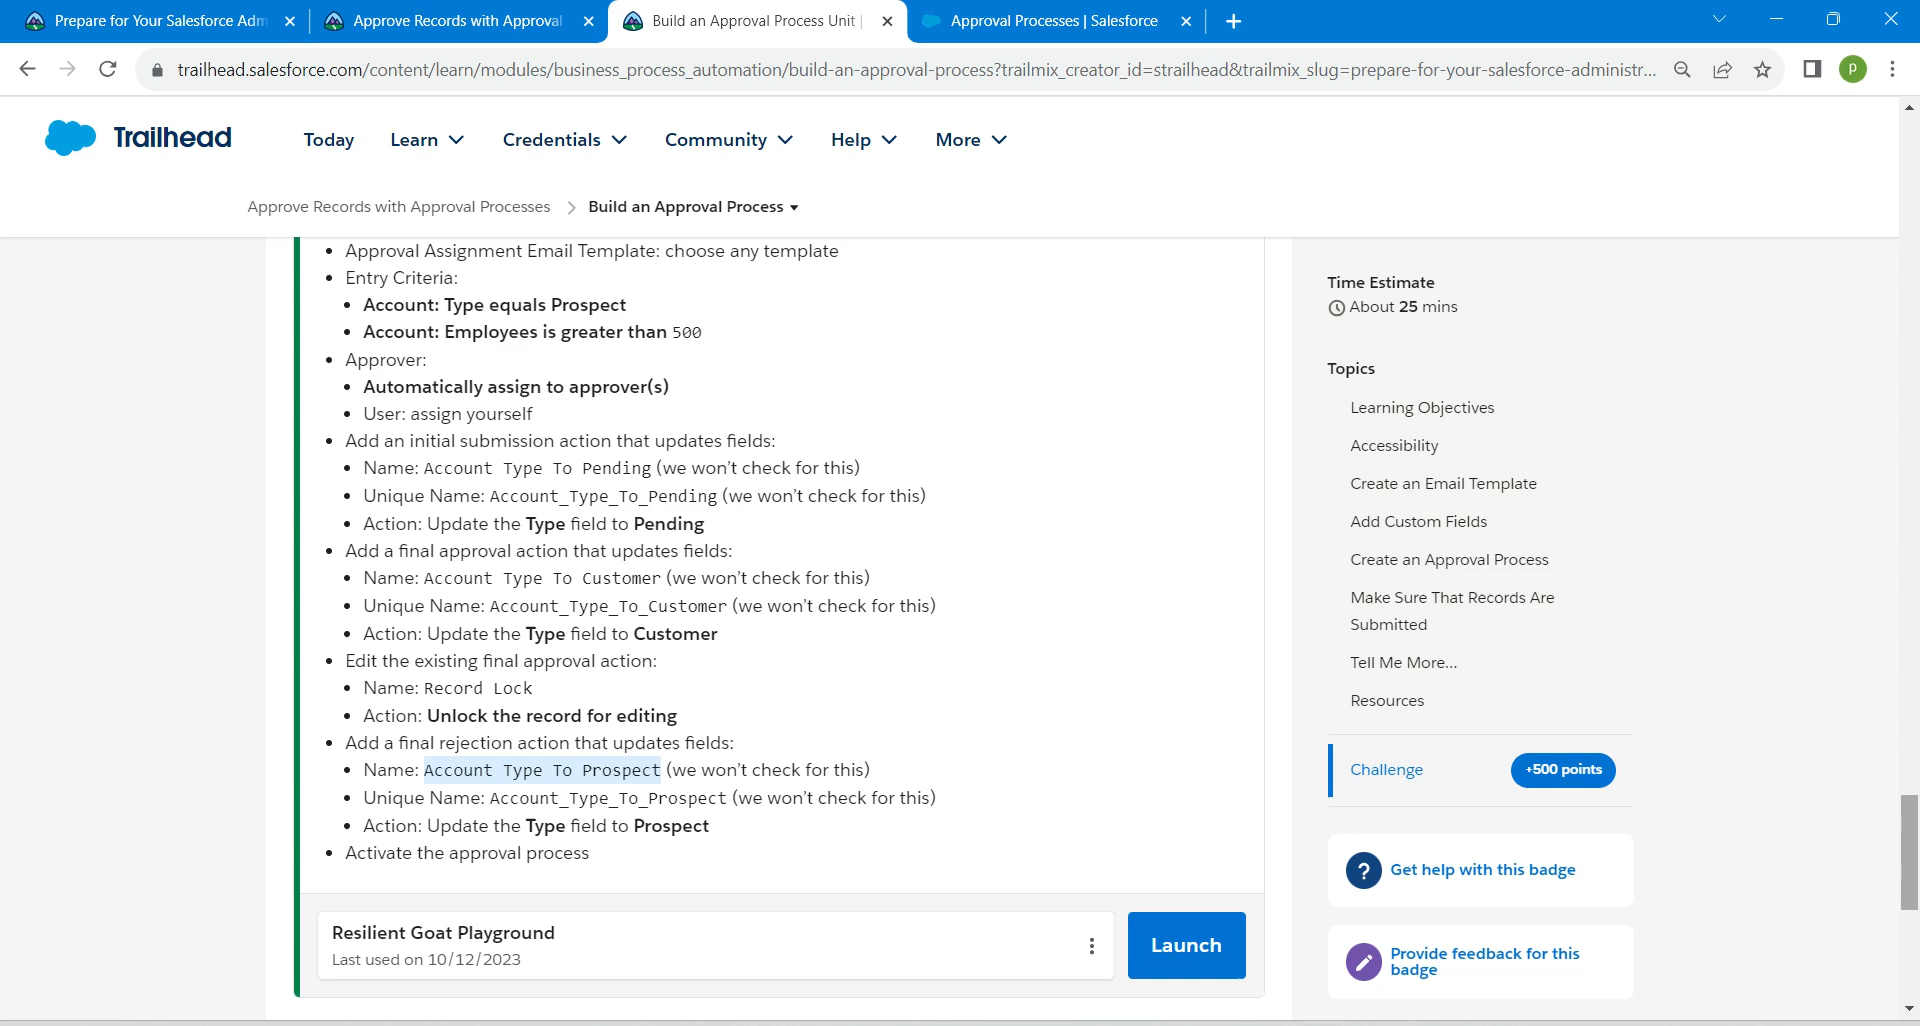 Prepare for Your Salesforce Adm
Approve Records with Approval
Build an Approval Process Unit |
Approval Processes | Salesforce
trailhead.salesforce.com/content/learn/modules/business_process_automation/build-an-approval-process?trailmix_creator_id=strailhead&trailmix_slug=prepare-for-your-salesforce-administr...
P
Trailhead
Today
Learn
Credentials
Community
Help
More
Approve Records with Approval Processes
Build an Approval Process
• Approval Assignment Email Template: choose any template
• Entry Criteria:
• Account: Type equals Prospect
• Account: Employees is greater than 500
• Approver:
• Automatically assign to approver(s)
• User: assign yourself
• Add an initial submission action that updates fields:
• Name: Account Type To Pending (we won't check for this)
• Unique Name: Account_Type_To_Pending (we won't check for this)
• Action: Update the Type field to Pending
• Add a final approval action that updates fields:
• Name: Account Type To Customer (we won't check for this)
• Unique Name: Account_Type_To_Customer (we won't check for this)
• Action: Update the Type field to Customer
• Edit the existing final approval action:
• Name: Record Lock
• Action: Unlock the record for editing
• Add a final rejection action that updates fields:
• Name: Account Type To Prospect (we won't check for this)
• Unique Name: Account_Type_To_Prospect (we won't check for this)
• Action: Update the Type field to Prospect
• Activate the approval process
Resilient Goat Playground
Last used on 10/12/2023
Launch
Time Estimate
About 25 mins
Topics
Learning Objectives
Accessibility
Create an Email Template
Add Custom Fields
Create an Approval Process
Make Sure That Records Are
Submitted
Tell Me More...
Resources
Challenge
+500 points
? Get help with this badge
Provide feedback for this
badge